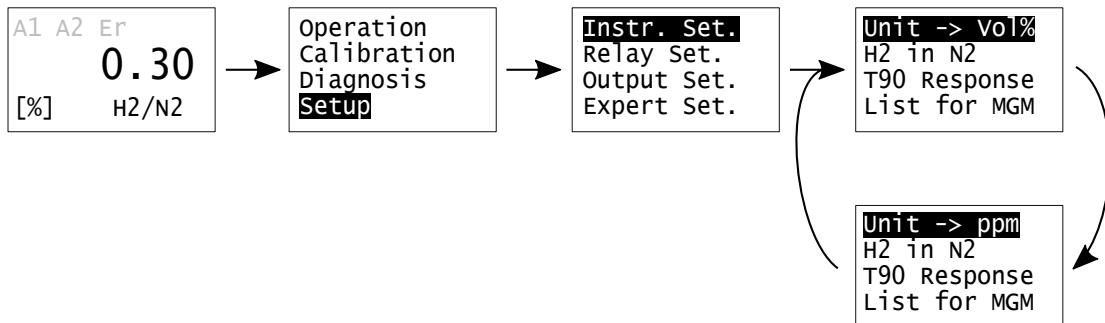 A1 A2 Er
0.30
[%] H2/N2
Operation
Calibration
Diagnosis
Setup
Instr. Set.
Relay Set.
Output Set.
Expert Set.
Unit -> Vol%
H2 in N2
T90 Response
List for MGM
Unit -> ppm
H2 in N2
T90 Response
List for MGM